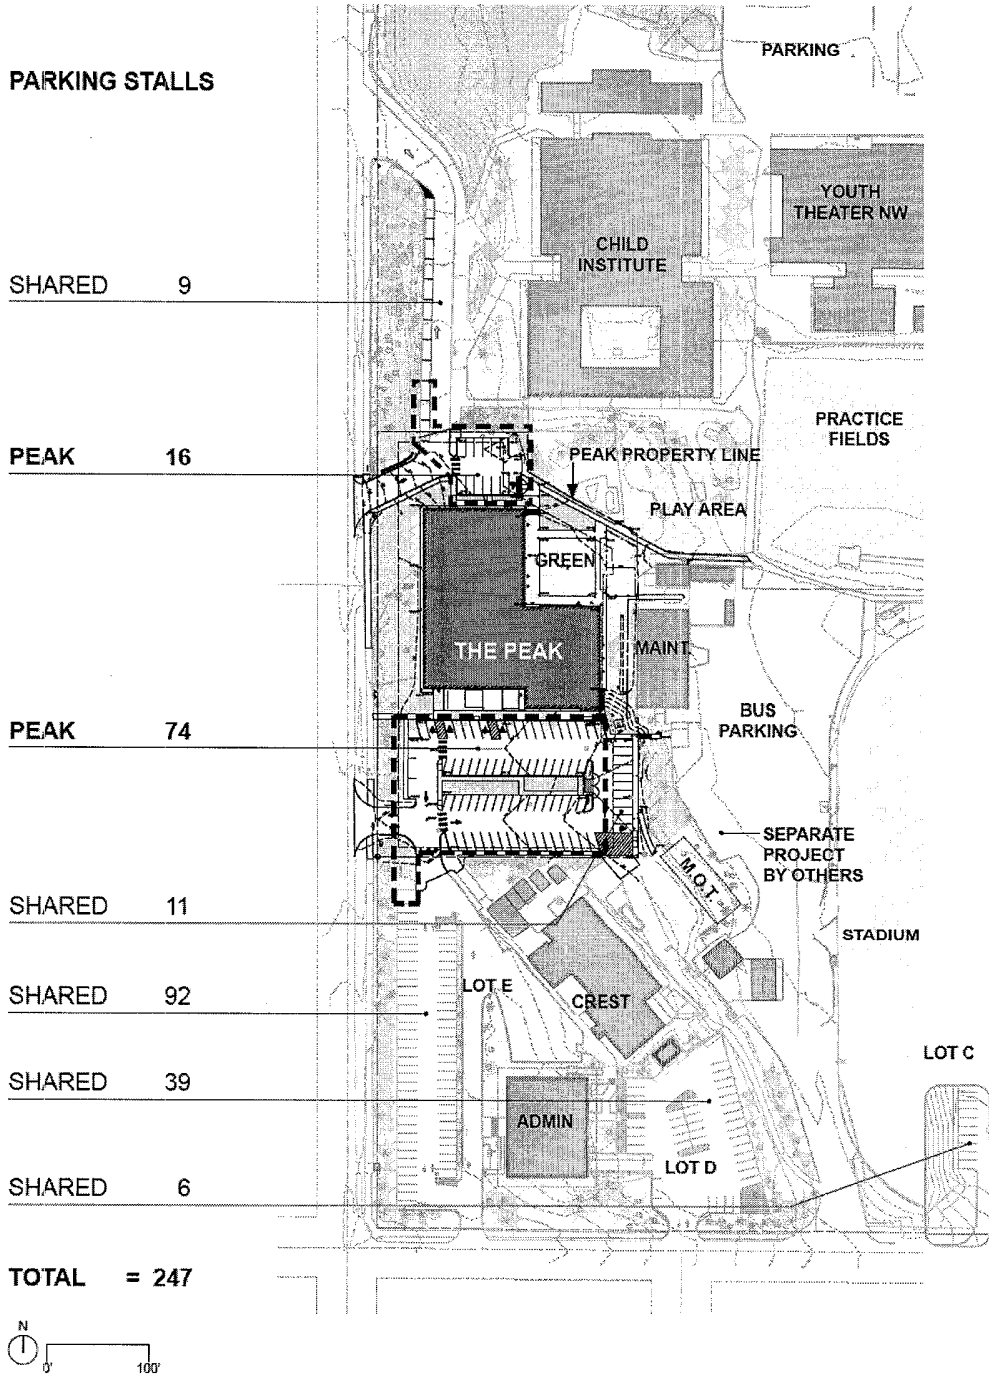 PARKING
PARKING STALLS
YOUTH
THEATER NW
CHILD
INSTITUTE
SHARED 9
PRACTICE
FIELDS
PEAK 16
PEAK PROPERTY LINE
PLAY AREA
GREEN
THE PEAK
MAINT.
BUS
PARKING
PEAK 74
SEPARATE
PROJECT
BY OTHERS
M.O.T.
SHARED 11
STADIUM
LOT E
SHARED 92
CREST
LOT C
SHARED 39
ADMIN
LOT D
SHARED 6
TOTAL = 247
N
0' 100'